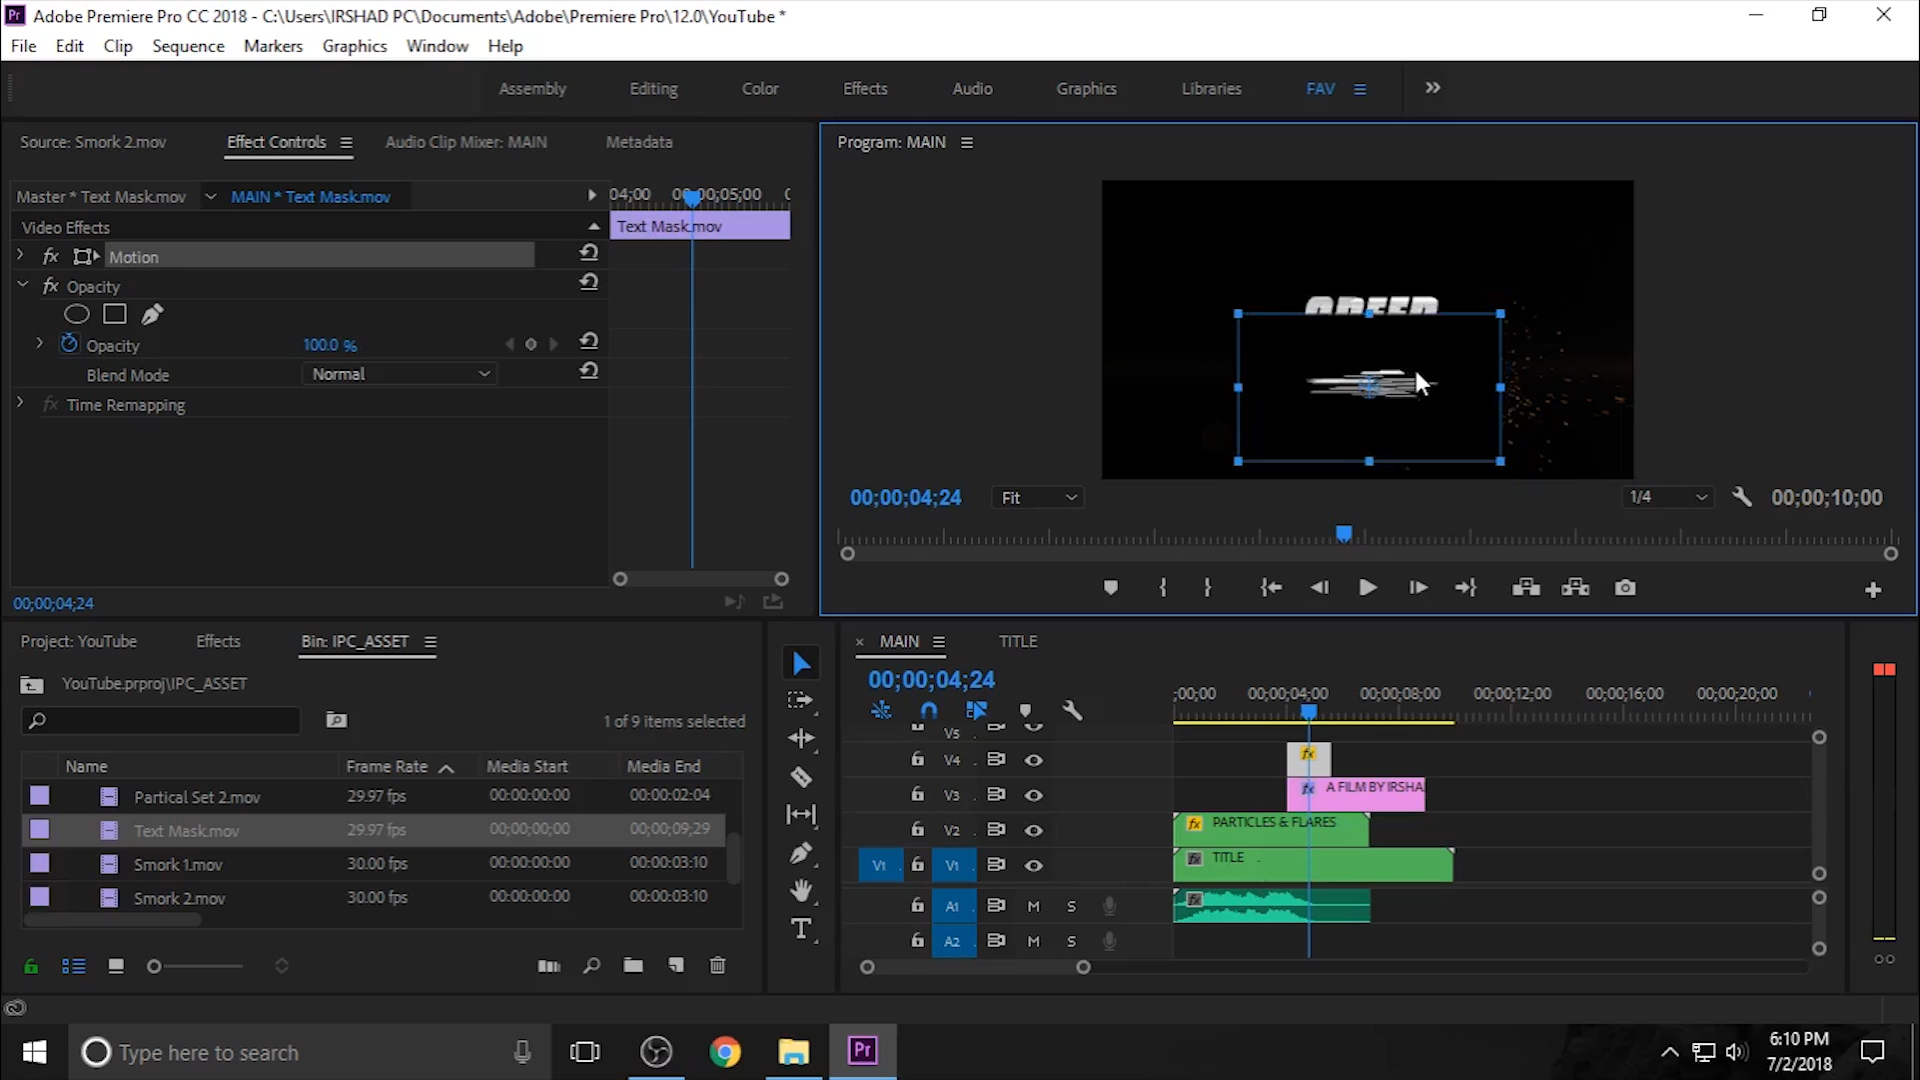 Adobe Premiere Pro CC 2018 - C:\Users\IRSHAD PC\Documents\Adobe\Premiere Pro\12.0\YouTube *
File Edit Clip Sequence Markers Graphics Window Help
Assembly Editing Color Effects Audio Graphics Libraries FAV
Source: Smork 2.mov Effect Controls Audio Clip Mixer: MAIN Metadata
Program: MAIN
Master * Text Mask.mov MAIN * Text Mask.mov
04;00 00;00;05;00
Video Effects
Text Mask.mov
fx Motion
fx Opacity
Opacity 100.0 %
Blend Mode Normal
fx Time Remapping
00;00;04;24
00;00;04;24 Fit 1/4 00;00;10;00
Project: YouTube Effects Bin: IPC_ASSET
YouTube.prproj\IPC_ASSET
1 of 9 items selected
Name Frame Rate Media Start Media End
Partical Set 2.mov 29.97 fps 00:00:00:00 00:00:02:04
Text Mask.mov 29.97 fps 00;00;00;00 00;00;09;29
Smork 1.mov 30.00 fps 00:00:00:00 00:00:03:10
Smork 2.mov 30.00 fps 00:00:00:00 00:00:03:10
MAIN TITLE
00;00;04;24
;00;00 00;00;04;00 00;00;08;00 00;00;12;00 00;00;16;00 00;00;20;00
V5
V4 fx
V3 fx A FILM BY IRSHA
V2 fx PARTICLES & FLARES
V1 V1 fx TITLE
A1 M S fx
A2 M S
T
Type here to search
Pr
6:10 PM
7/2/2018